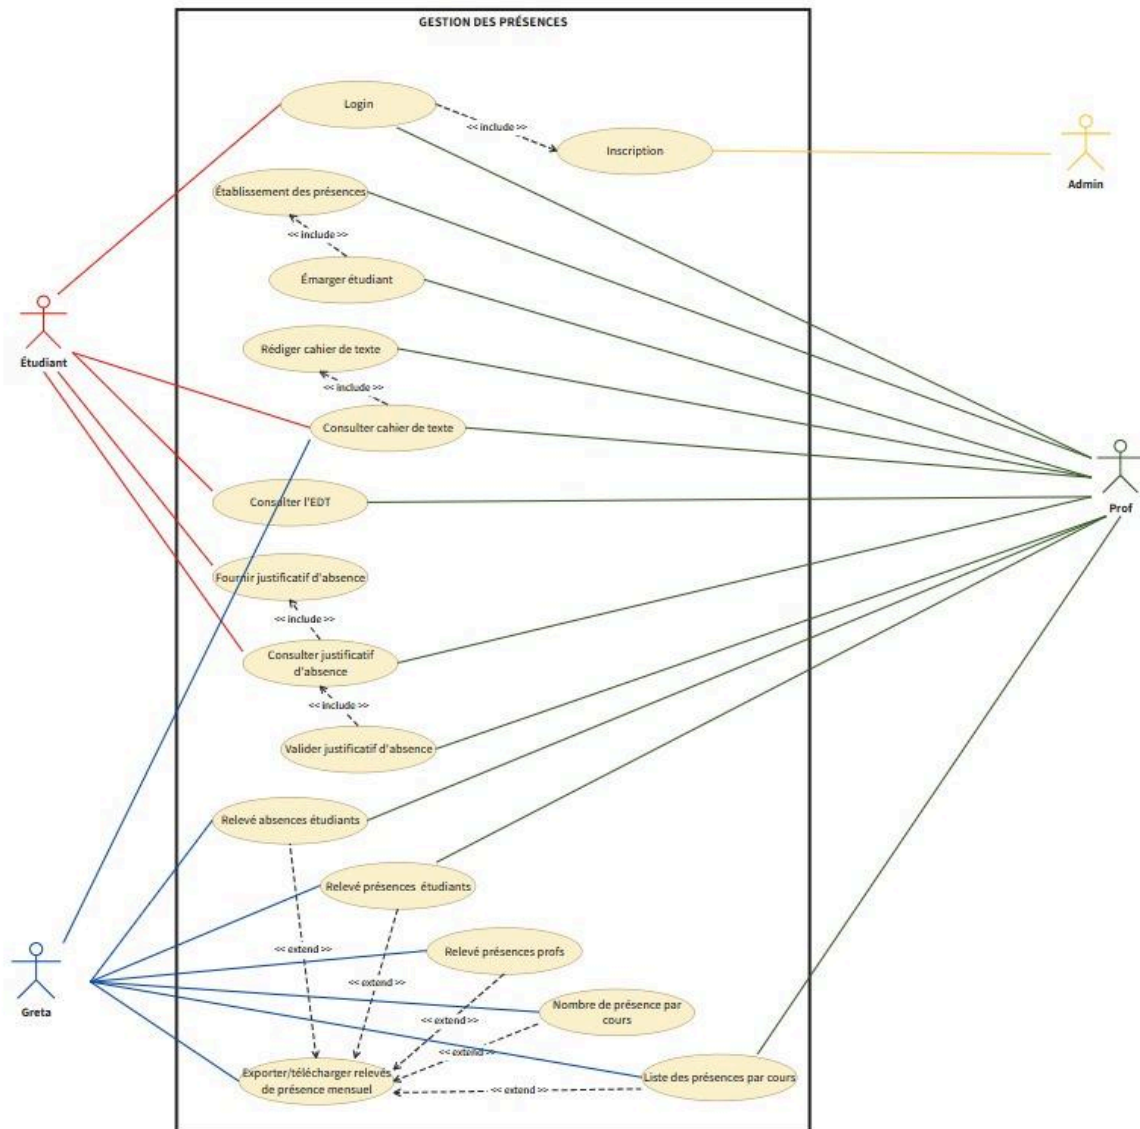 GESTION DES PRÉSENCES
Login
<< include >>
Inscription
Admin
Établissement des présences
<< include >>
Émarger étudiant
Étudiant
Rédiger cahier de texte
<< include >>
Consulter cahier de texte
Consulter l'EDT
Prof
Fournir justificatif d'absence
<< include >>
Consulter justificatif
d'absence
<< include >>
Valider justificatif d'absence
Relevé absences étudiants
Relevé présences étudiants
<< extend >>
Relevé présences profs
<< extend >>
Greta
Nombre de présence par
cours
<< extend >>
<< extend >>
Exporter/télécharger relevés
de présence mensuel
Liste des présences par cours
<< extend >>